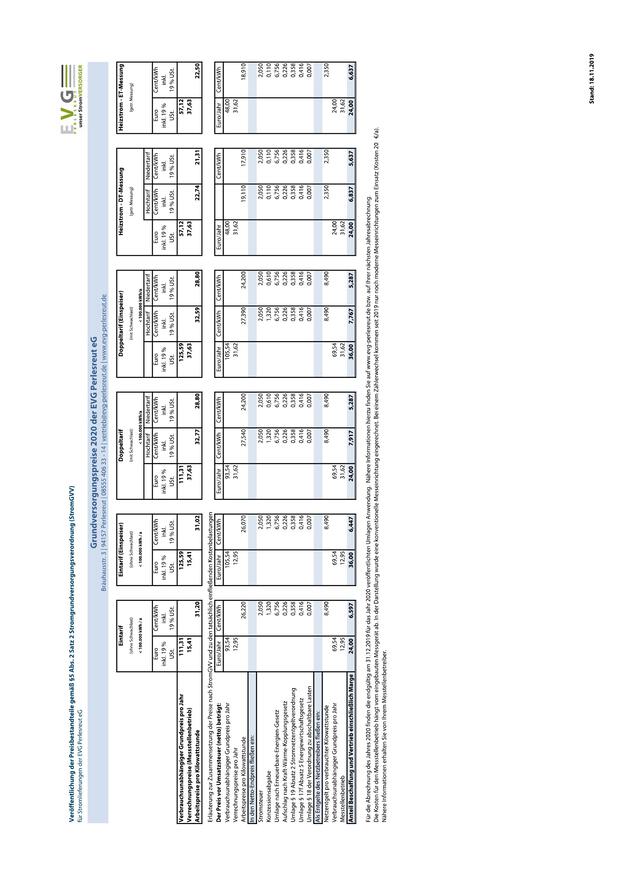 Veröffentlichung der Preisbestandteile gemäß §5 Abs. 2 Satz 2 Stromgrundversorgungsverordnung (StromGVV)
für Stromlieferungen der EVG Perlesreut eG
EVG
PERLESREUT
unser StromVERSORGER
Grundversorgungspreise 2020 der EVG Perlesreut eG
Brauhausstr. 3 | 94157 Perlesreut | 08555 406 33 - 14 | vertrieb@evg-perlesreut.de | www.evg-perlesreut.de
Eintarif Eintarif (Einspeiser) Doppeltarif Doppeltarif (Einspeiser) Heizstrom - DT-Messung Heizstrom - ET-Messung
(ohne Schwachlast) (ohne Schwachlast) (mit Schwachlast) (mit Schwachlast) (gem Messung) (gem Messung)
< 100.000 kWh / a < 100.000 kWh / a < 100.000 kWh/a < 100.000 kWh/a
Hochtarif Niedertarif Hochtarif Niedertarif Hochtarif Niedertarif
Euro Cent/kWh Euro Cent/kWh Euro Cent/kWh Cent/kWh Euro Cent/kWh Cent/kWh Euro Cent/kWh Cent/kWh Euro Cent/kWh
inkl. 19 % inkl. inkl. 19 % inkl. inkl. 19 % inkl. inkl. inkl. 19 % inkl. inkl. inkl. 19 % inkl. inkl. inkl. 19 % inkl.
USt. 19 % USt. USt. 19 % USt. USt. 19 % USt. 19 % USt. USt. 19 % USt. 19 % USt. USt. 19 % USt. 19 % USt. USt. 19 % USt.
Verbrauchsunabhängiger Grundpreis pro Jahr 111,31 125,59 111,31 125,59 57,12 57,12
Verrechnungspreis (Messstellenbetrieb) 15,41 15,41 37,63 37,63 37,63 37,63
Arbeitspreis pro Kilowattstunde 31,20 31,02 32,77 28,80 32,59 28,80 22,74 21,31 22,50
Erläuterung zur Zusammensetzung der Preise nach StromGVV und zu den tatsächlich einfließenden Kostenbelastungen
Der Preis vor Umsatzsteuer (netto) beträgt: Euro/Jahr Cent/kWh Euro/Jahr Cent/kWh Euro/Jahr Cent/kWh Cent/kWh Euro/Jahr Cent/kWh Cent/kWh Euro/Jahr Cent/kWh Euro/Jahr Cent/kWh
Verbrauchsunabhängiger Grundpreis pro Jahr 93,54 105,54 93,54 105,54 48,00 48,00
Verrechnungspreis pro Jahr 12,95 12,95 31,62 31,62 31,62 31,62
Arbeitspreise pro Kilowattstunde 26,220 26,070 27,540 24,200 27,390 24,200 19,110 17,910 18,910
In den Netto-Endpreis fließen ein:
Stromsteuer 2,050 2,050 2,050 2,050 2,050 2,050 2,050 2,050 2,050
Konzessionsabgabe 1,320 1,320 1,320 0,610 1,320 0,610 0,110 0,110 0,110
Umlage nach Erneuerbare-Energien-Gesetz 6,756 6,756 6,756 6,756 6,756 6,756 6,756 6,756 6,756
Aufschlag nach Kraft-Wärme-Kopplungsgesetz 0,226 0,226 0,226 0,226 0,226 0,226 0,226 0,226 0,226
Umlage § 19 Absatz 2 Stromnetzentgeltverordnung 0,358 0,358 0,358 0,358 0,358 0,358 0,358 0,358 0,358
Umlage § 17f Absatz 5 Energiewirtschaftsgesetz 0,416 0,416 0,416 0,416 0,416 0,416 0,416 0,416 0,416
Umlage § 18 der Verordnung zu abschaltbare Lasten 0,007 0,007 0,007 0,007 0,007 0,007 0,007 0,007 0,007
Als Entgelte des Netzbetreibers fließen ein:
Netzentgelt pro verbrauchter Kilowattstunde 8,490 8,490 8,490 8,490 8,490 8,490 2,350 2,350 2,350
Verbrauchsunabhängiger Grundpreis pro Jahr 69,54 69,54 69,54 69,54 24,00 24,00
Messstellenbetrieb 12,95 12,95 31,62 31,62 31,62 31,62
Anteil Beschaffung und Vertrieb einschließlich Marge 24,00 6,597 36,00 6,447 24,00 7,917 5,287 36,00 7,767 5,287 24,00 6,837 5,637 24,00 6,637
Für die Abrechnung des Jahres 2020 finden die endgültig am 31.12.2019 für das Jahr 2020 veröffentlichten Umlagen Anwendung. Nähere Informationen hierzu finden Sie auf www.evg-perlesreut.de bzw. auf Ihrer nächsten Jahresabrechnung.
Die Kosten für den Messstellenbetrieb hängt vom eingebauten Messgerät ab. In der Darstellung wurde eine konventionelle Messeinrichtung eingerechnet. Bei einem Zählerwechsel kommen seit 2019 nur noch moderne Messeinrichtungen zum Einsatz (Kosten 20 €/a).
Nähere Informationen erhalten Sie von Ihrem Messstellenbetreiber.
Stand: 18.11.2019